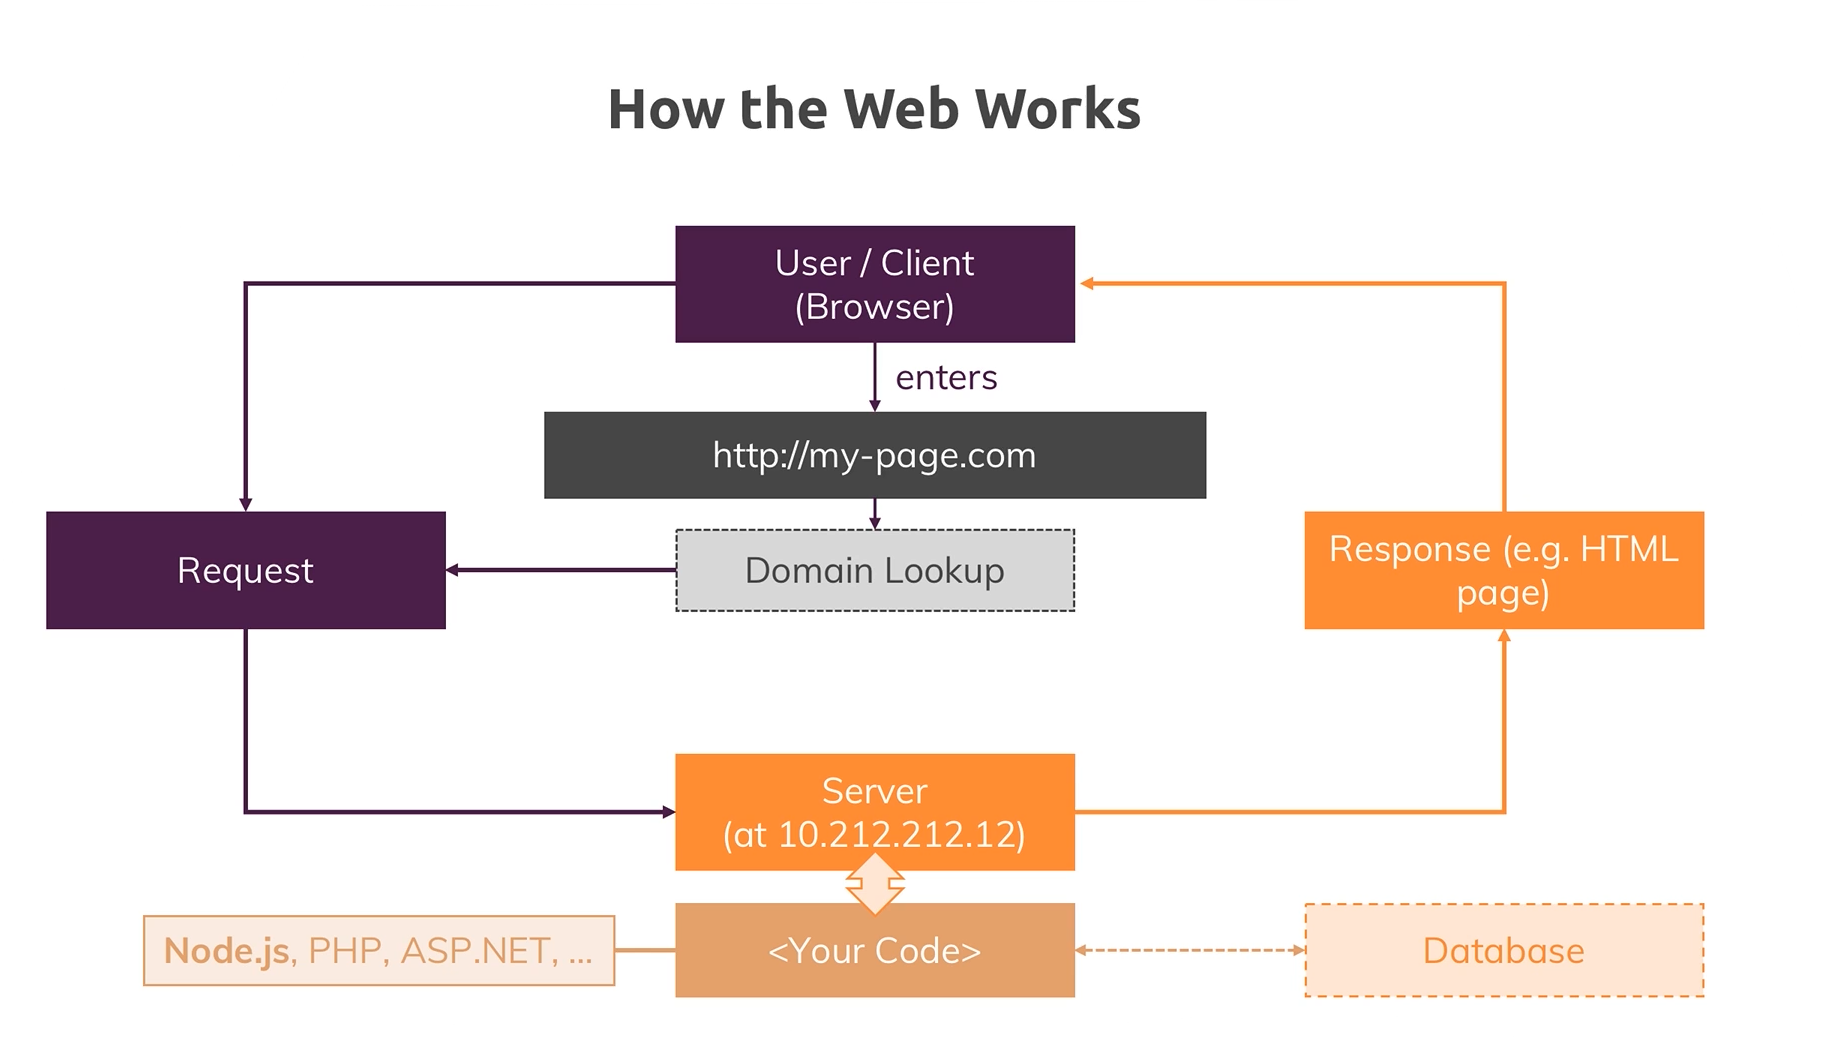 How the Web Works
User / Client
(Browser)
enters
http://my-page.com
Request
Domain Lookup
Response (e.g. HTML
page)
Server
(at 10.212.212.12)
Node.js, PHP, ASP.NET, ...
<Your Code>
Database